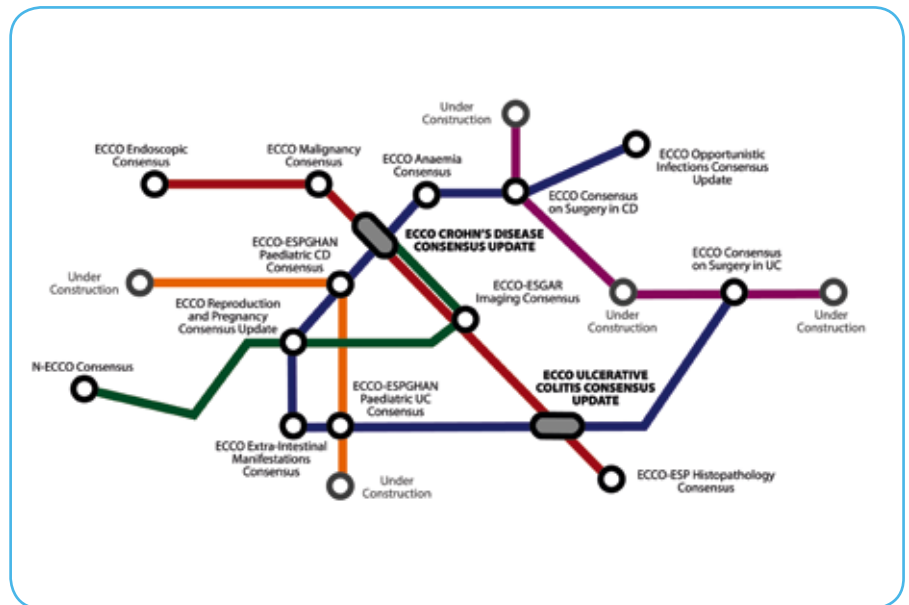 Under
Construction
ECCO Endoscopic
Consensus
ECCO Malignancy
Consensus
ECCO Anaemia
Consensus
ECCO Opportunistic
Infections Consensus
Update
ECCO Consensus
on Surgery in CD
ECCO CROHN'S DISEASE
CONSENSUS UPDATE
ECCO-ESPGHAN
Paediatric CD
Consensus
ECCO Consensus
on Surgery in UC
Under
Construction
ECCO-ESGAR
Imaging Consensus
ECCO Reproduction
and Pregnancy
Consensus Update
Under
Construction
Under
Construction
N-ECCO Consensus
ECCO ULCERATIVE
COLITIS CONSENSUS
UPDATE
ECCO-ESPGHAN
Paediatric UC
Consensus
ECCO Extra-Intestinal
Manifestations
Consensus
ECCO-ESP Histopathology
Consensus
Under
Construction